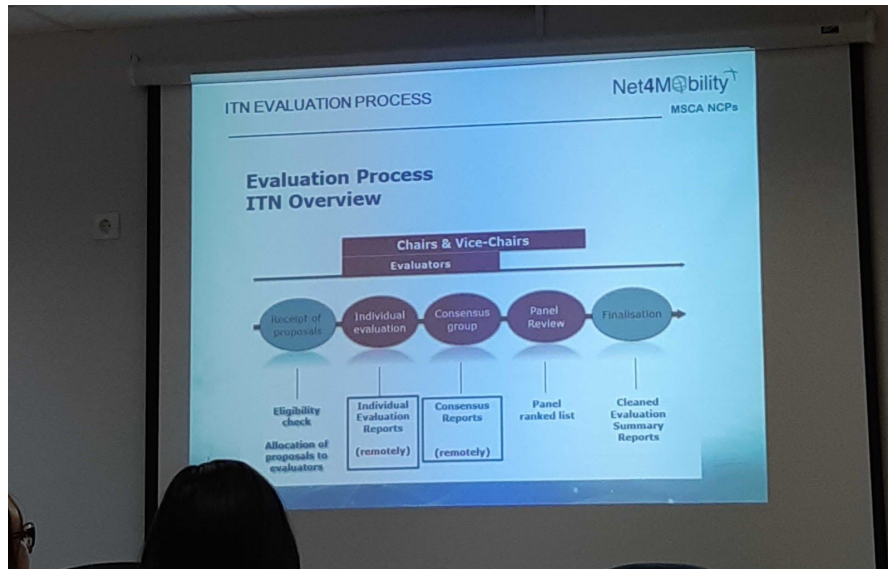 ITN EVALUATION PROCESS
Net4Mobility
MSCA NCPs
Evaluation Process
ITN Overview
Chairs & Vice-Chairs
Evaluators
Receipt of
proposals
Individual
evaluation
Consensus
group
Panel
Review
Finalisation
Eligibility
check
Allocation of
proposals to
evaluators
Individual
Evaluation
Reports
(remotely)
Consensus
Reports
(remotely)
Panel
ranked list
Cleaned
Evaluation
Summary
Reports